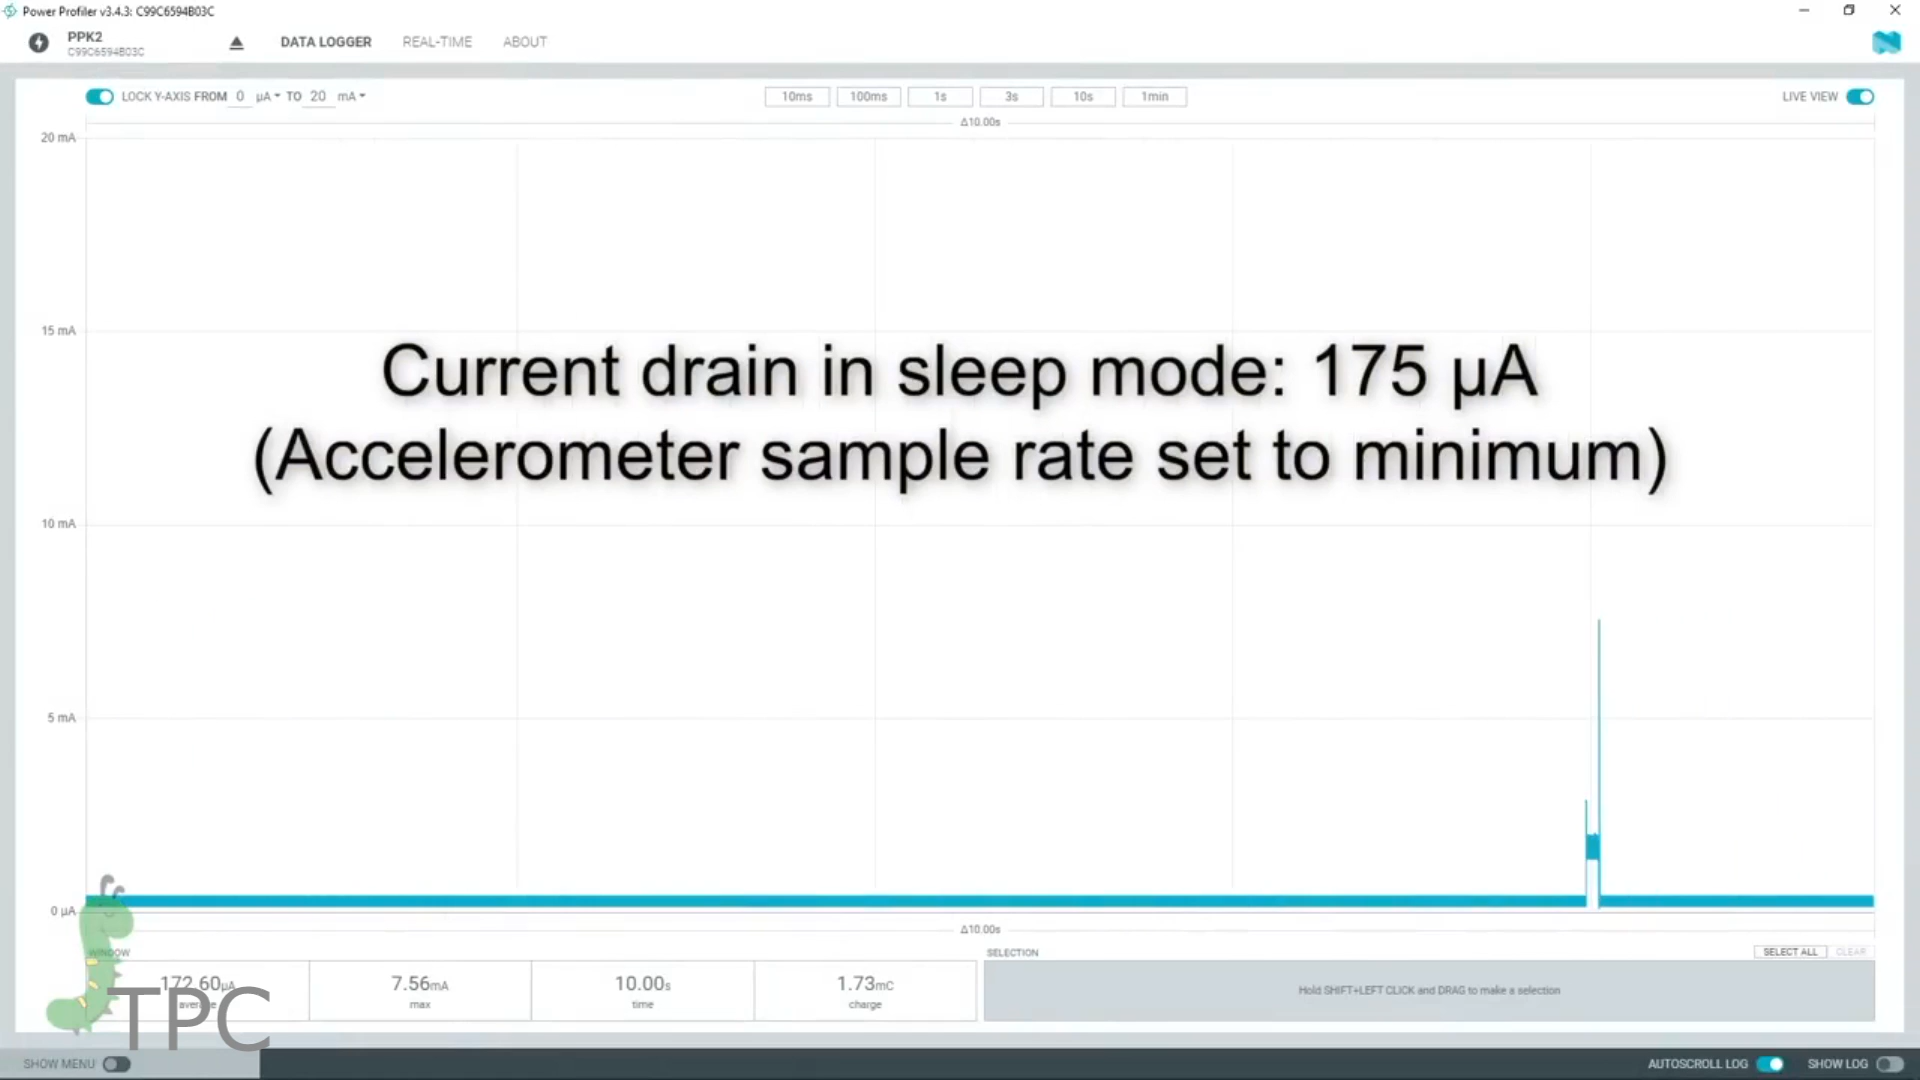 Power Profiler v3.4.3: C99C6594B03C
PPK2
C99C6594B03C
DATA LOGGER REAL-TIME ABOUT
LOCK Y-AXIS FROM 0 µA TO 20 mA
10ms 100ms 1s 3s 10s 1min
LIVE VIEW
Δ10.00s
20 mA
15 mA
Current drain in sleep mode: 175 µA
(Accelerometer sample rate set to minimum)
10 mA
5 mA
0 µA
Δ10.00s
WINDOW
SELECTION
SELECT ALL CLEAR
172.60µA
average
7.56mA
max
10.00s
time
1.73mC
charge
Hold SHIFT+LEFT CLICK and DRAG to make a selection
TPC
SHOW MENU
AUTOSCROLL LOG SHOW LOG